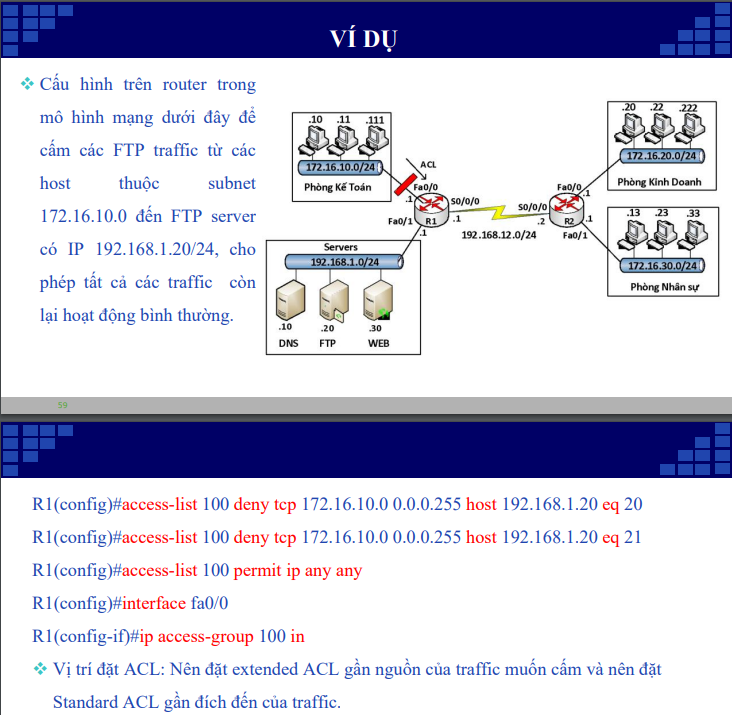 VÍ DỤ
Cấu hình trên router trong
mô hình mạng dưới đây để
cấm các FTP traffic từ các
host thuộc subnet
172.16.10.0 đến FTP server
có IP 192.168.1.20/24, cho
phép tất cả các traffic còn
lại hoạt động bình thường.
.10 .11 .111
172.16.10.0/24
Phòng Kế Toán
ACL
Fa0/0
.1
S0/0/0
R1
.1
Fa0/1
.1
192.168.12.0/24
S0/0/0
.2
Fa0/0
.1
R2
.1
Fa0/1
.20 .22 .222
172.16.20.0/24
Phòng Kinh Doanh
.13 .23 .33
172.16.30.0/24
Phòng Nhân sự
Servers
192.168.1.0/24
.10 .20 .30
DNS FTP WEB
59
R1(config)#access-list 100 deny tcp 172.16.10.0 0.0.0.255 host 192.168.1.20 eq 20
R1(config)#access-list 100 deny tcp 172.16.10.0 0.0.0.255 host 192.168.1.20 eq 21
R1(config)#access-list 100 permit ip any any
R1(config)#interface fa0/0
R1(config-if)#ip access-group 100 in
Vị trí đặt ACL: Nên đặt extended ACL gần nguồn của traffic muốn cấm và nên đặt
Standard ACL gần đích đến của traffic.